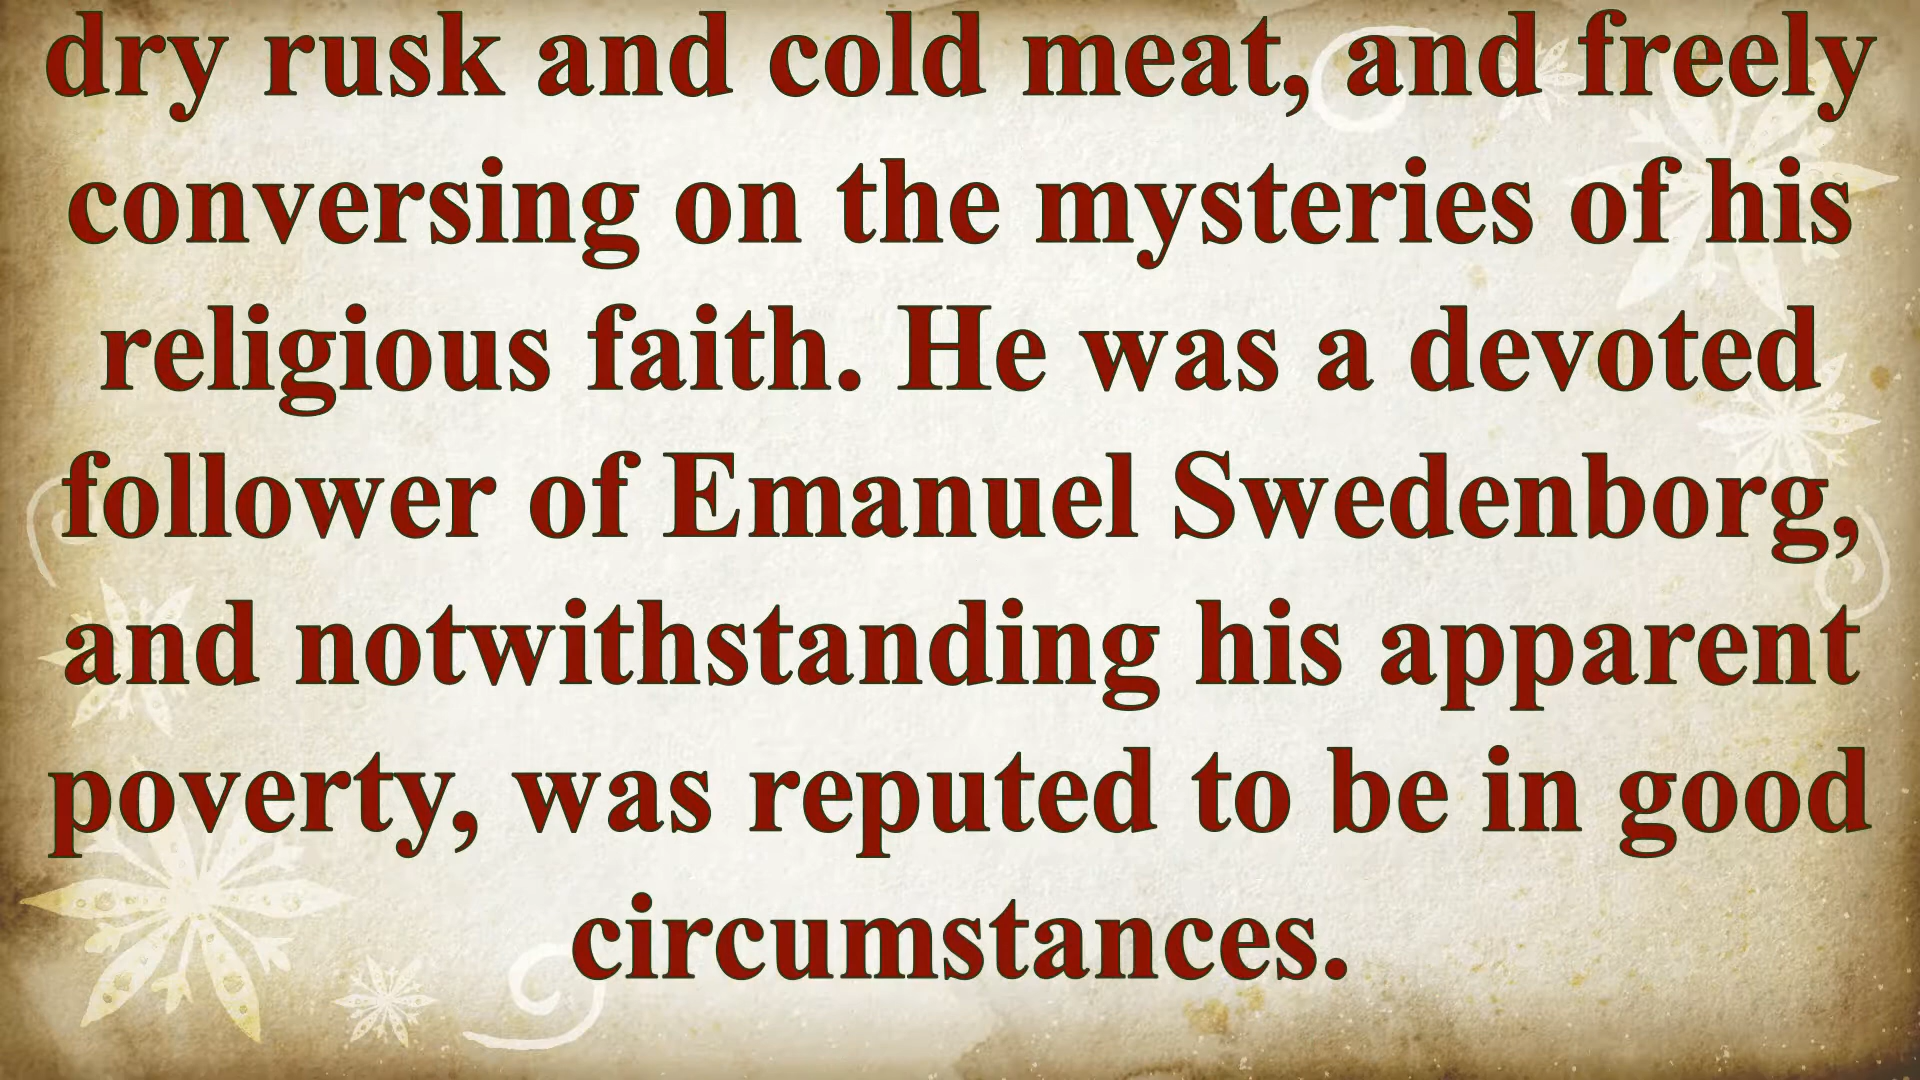 dry rusk and cold meat, and freely
conversing on the mysteries of his
religious faith. He was a devoted
follower of Emanuel Swedenborg,
and notwithstanding his apparent
poverty, was reputed to be in good
circumstances.